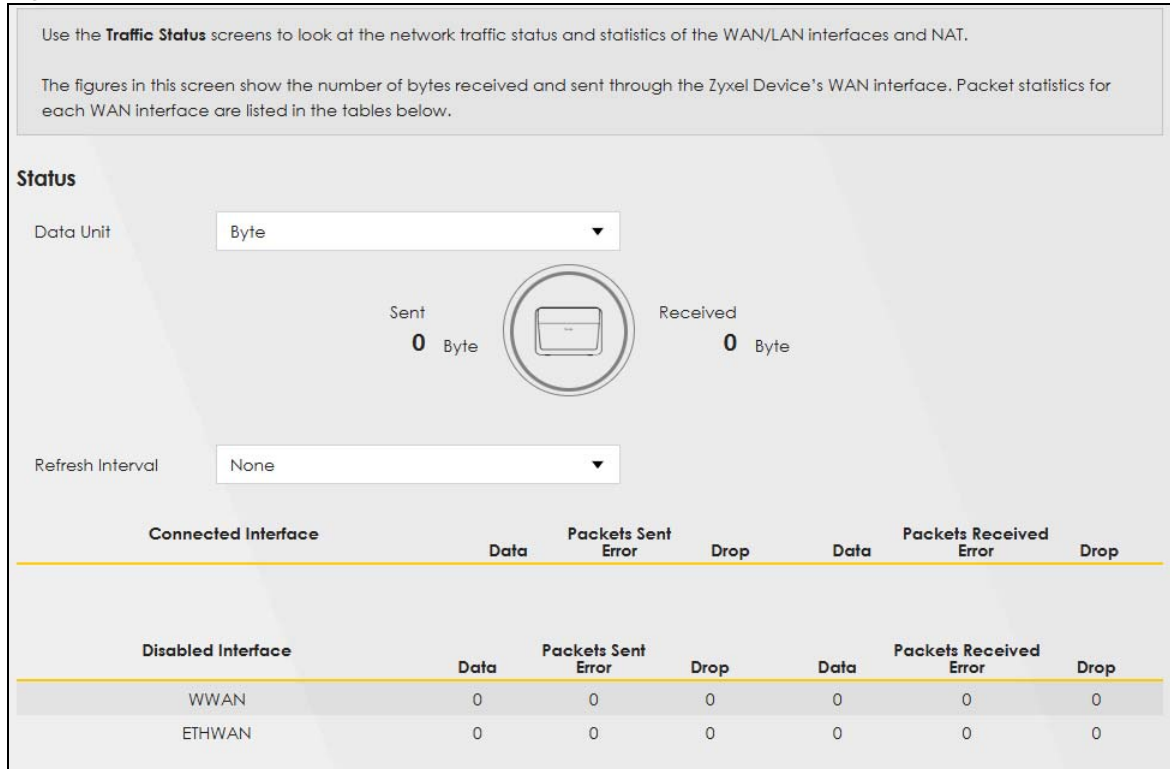 Use the Traffic Status screens to look at the network traffic status and statistics of the WAN/LAN interfaces and NAT.
The figures in this screen show the number of bytes received and sent through the Zyxel Device's WAN interface. Packet statistics for
each WAN interface are listed in the tables below.
Status
Data Unit Byte
Sent Received
0 Byte 0 Byte
Refresh Interval None
Connected Interface Packets Sent Packets Received
Data Error Drop Data Error Drop
Disabled Interface Packets Sent Packets Received
Data Error Drop Data Error Drop
WWAN 0 0 0 0 0 0
ETHWAN 0 0 0 0 0 0